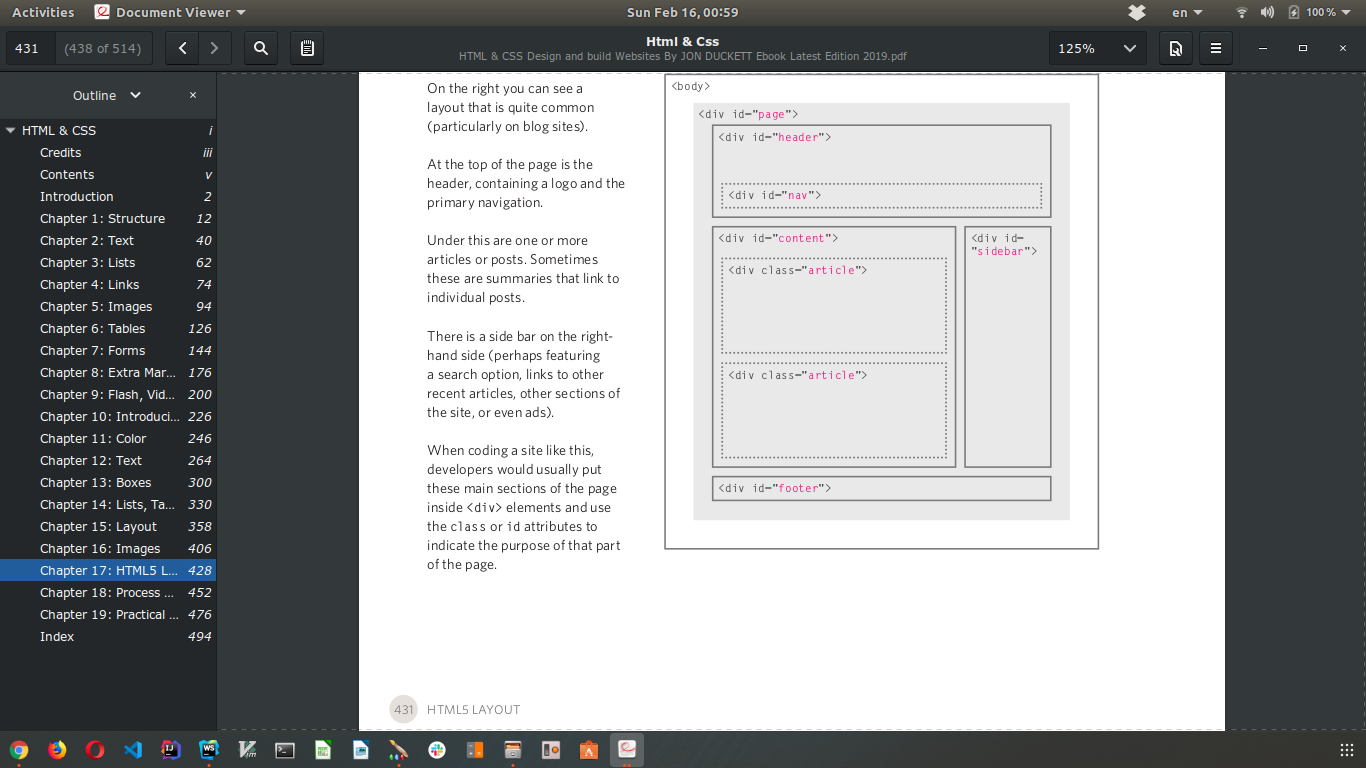 Activities
Document Viewer
Sun Feb 16, 00:59
en
100 %
431
(438 of 514)
Html & Css
HTML & CSS Design and build Websites By JON DUCKETT Ebook Latest Edition 2019.pdf
125%
Outline
HTML & CSS i
Credits iii
Contents v
Introduction 2
Chapter 1: Structure 12
Chapter 2: Text 40
Chapter 3: Lists 62
Chapter 4: Links 74
Chapter 5: Images 94
Chapter 6: Tables 126
Chapter 7: Forms 144
Chapter 8: Extra Mar... 176
Chapter 9: Flash, Vid... 200
Chapter 10: Introduci... 226
Chapter 11: Color 246
Chapter 12: Text 264
Chapter 13: Boxes 300
Chapter 14: Lists, Ta... 330
Chapter 15: Layout 358
Chapter 16: Images 406
Chapter 17: HTML5 L... 428
Chapter 18: Process ... 452
Chapter 19: Practical ... 476
Index 494
On the right you can see a
layout that is quite common
(particularly on blog sites).
At the top of the page is the
header, containing a logo and the
primary navigation.
Under this are one or more
articles or posts. Sometimes
these are summaries that link to
individual posts.
There is a side bar on the right-
hand side (perhaps featuring
a search option, links to other
recent articles, other sections of
the site, or even ads).
When coding a site like this,
developers would usually put
these main sections of the page
inside <div> elements and use
the class or id attributes to
indicate the purpose of that part
of the page.
<body>
<div id="page">
<div id="header">
<div id="nav">
<div id="content">
<div class="article">
<div class="article">
<div id=
"sidebar">
<div id="footer">
431 HTML5 LAYOUT